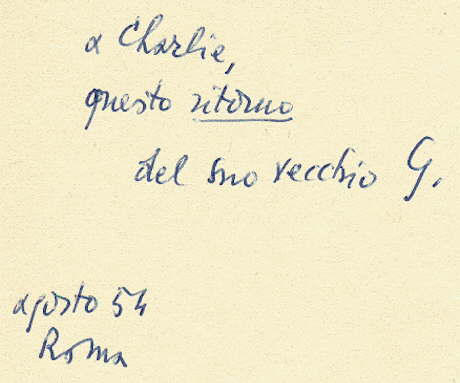 a Charlie,
questo ritorno
del suo vecchio G.
agosto 54
Roma